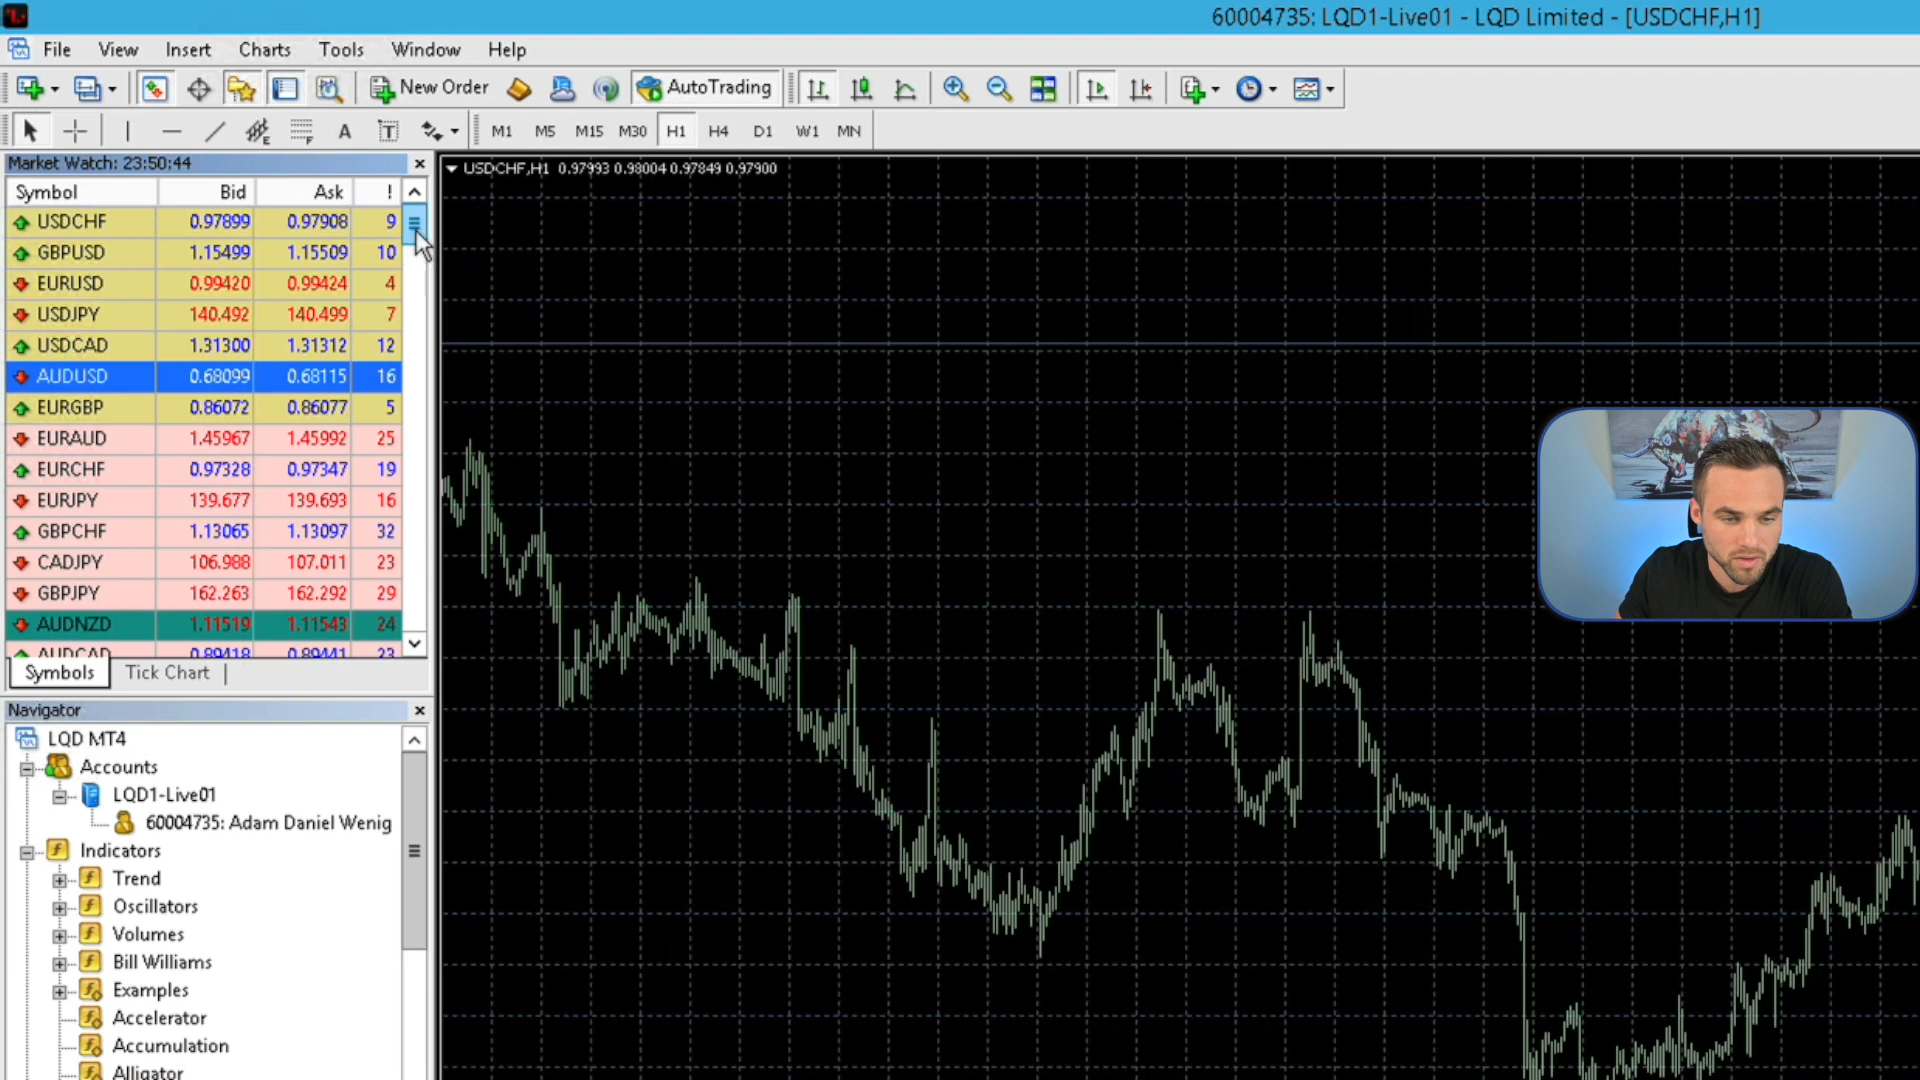 60004735: LQD1-Live01 - LQD Limited - [USDCHF,H1]
File View Insert Charts Tools Window Help
New Order AutoTrading
A T M1 M5 M15 M30 H1 H4 D1 W1 MN
Market Watch: 23:50:44
USDCHF,H1 0.97993 0.98004 0.97849 0.97900
Symbol Bid Ask !
USDCHF 0.97899 0.97908 9
GBPUSD 1.15499 1.15509 10
EURUSD 0.99420 0.99424 4
USDJPY 140.492 140.499 7
USDCAD 1.31300 1.31312 12
AUDUSD 0.68099 0.68115 16
EURGBP 0.86072 0.86077 5
EURAUD 1.45967 1.45992 25
EURCHF 0.97328 0.97347 19
EURJPY 139.677 139.693 16
GBPCHF 1.13065 1.13097 32
CADJPY 106.988 107.011 23
GBPJPY 162.263 162.292 29
AUDNZD 1.11519 1.11543 24
AUDCAD 0.89418 0.89441 23
Symbols Tick Chart
Navigator
LQD MT4
Accounts
LQD1-Live01
60004735: Adam Daniel Wenig
Indicators
Trend
Oscillators
Volumes
Bill Williams
Examples
Accelerator
Accumulation
Alligator